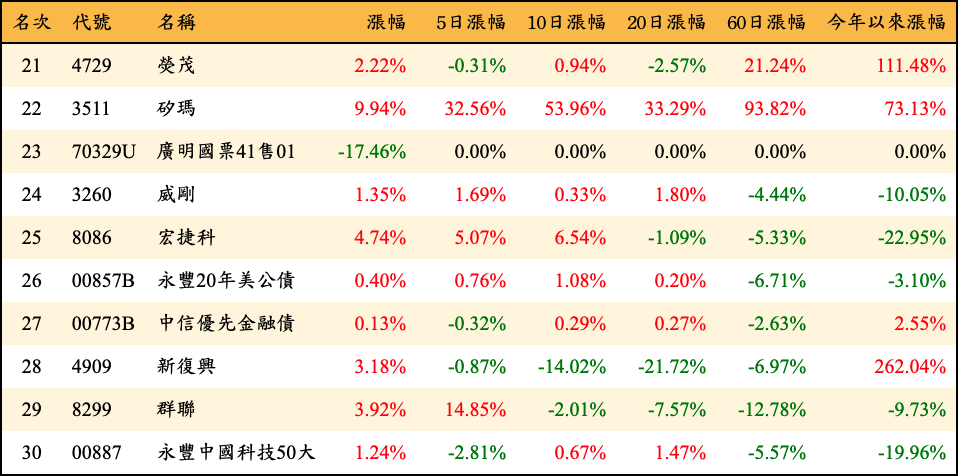 名次 代號 名稱 漲幅 5日漲幅 10日漲幅 20日漲幅 60日漲幅 今年以來漲幅
21 4729 熒茂 2.22% -0.31% 0.94% -2.57% 21.24% 111.48%
22 3511 矽瑪 9.94% 32.56% 53.96% 33.29% 93.82% 73.13%
23 70329U 廣明國票41售01 -17.46% 0.00% 0.00% 0.00% 0.00% 0.00%
24 3260 威剛 1.35% 1.69% 0.33% 1.80% -4.44% -10.05%
25 8086 宏捷科 4.74% 5.07% 6.54% -1.09% -5.33% -22.95%
26 00857B 永豐20年美公債 0.40% 0.76% 1.08% 0.20% -6.71% -3.10%
27 00773B 中信優先金融債 0.13% -0.32% 0.29% 0.27% -2.63% 2.55%
28 4909 新復興 3.18% -0.87% -14.02% -21.72% -6.97% 262.04%
29 8299 群聯 3.92% 14.85% -2.01% -7.57% -12.78% -9.73%
30 00887 永豐中國科技50大 1.24% -2.81% 0.67% 1.47% -5.57% -19.96%